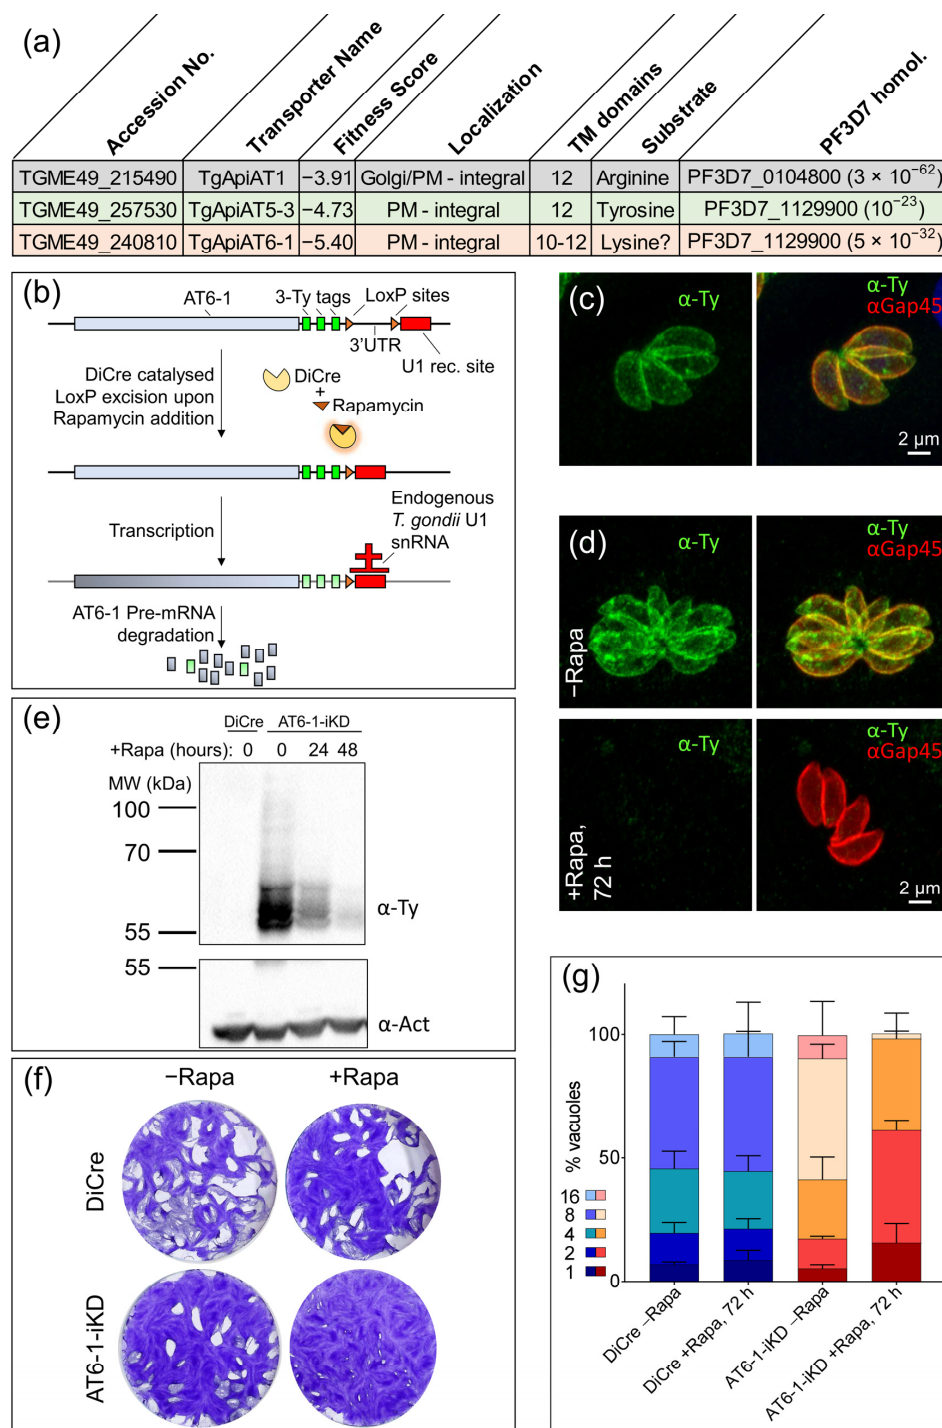 (a)
Accession No.
Transporter Name
Fitness Score
Localization
TM domains
Substrate
PF3D7 homol.
TGME49_215490 TgApiAT1 −3.91 Golgi/PM - integral 12 Arginine PF3D7_0104800 (3 × 10⁻⁶²)
TGME49_257530 TgApiAT5-3 −4.73 PM - integral 12 Tyrosine PF3D7_1129900 (10⁻²³)
TGME49_240810 TgApiAT6-1 −5.40 PM - integral 10-12 Lysine? PF3D7_1129900 (5 × 10⁻³²)
(b)
AT6-1
3-Ty tags
LoxP sites
3'UTR
U1 rec. site
DiCre catalysed
LoxP excision upon
Rapamycin addition
DiCre
+
Rapamycin
Transcription
Endogenous
T. gondii U1
snRNA
AT6-1 Pre-mRNA
degradation
(c)
α-Ty
α-Ty
αGap45
2 μm
(d)
−Rapa
α-Ty
α-Ty
αGap45
+Rapa,
72 h
α-Ty
α-Ty
αGap45
2 μm
(e)
DiCre AT6-1-iKD
+Rapa (hours): 0 0 24 48
MW (kDa)
100
70
55
α-Ty
55
α-Act
(f)
−Rapa +Rapa
DiCre
AT6-1-iKD
(g)
% vacuoles
100
50
0
16
8
4
2
1
DiCre −Rapa
DiCre +Rapa, 72 h
AT6-1-iKD −Rapa
AT6-1-iKD +Rapa, 72 h